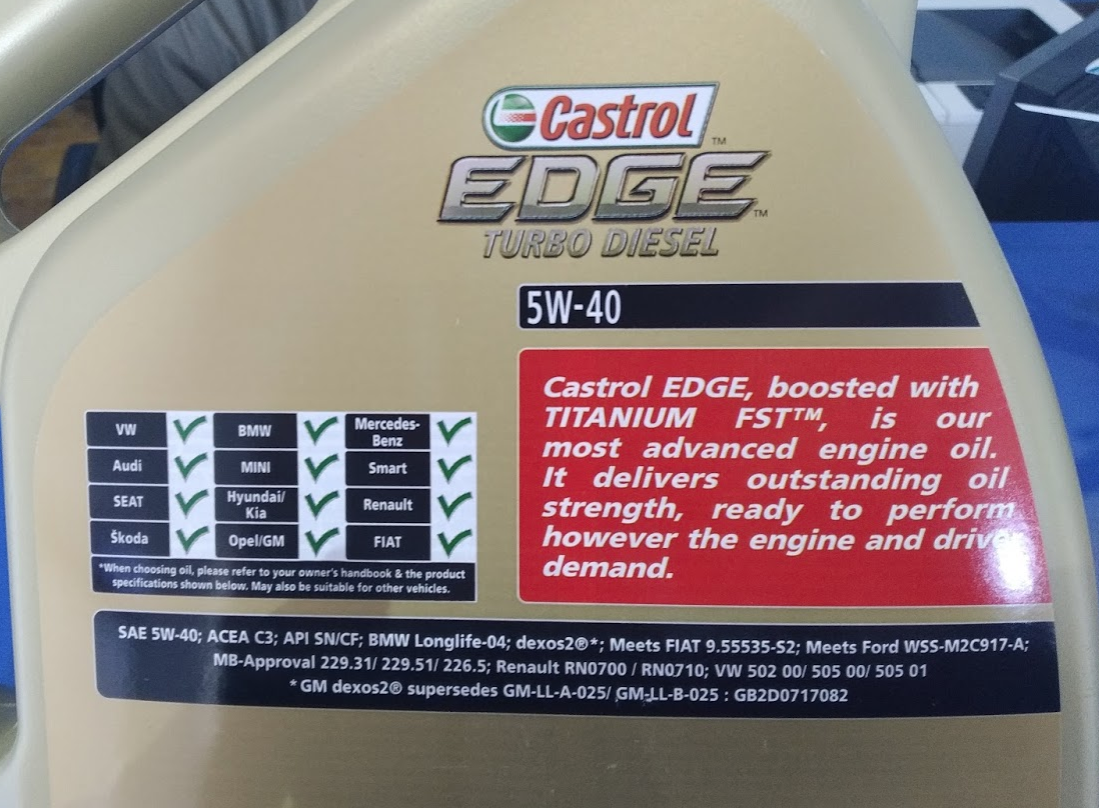 Castrol™
EDGE™
TURBO DIESEL
5W-40
Castrol EDGE, boosted with
TITANIUM FST™, is our
most advanced engine oil.
It delivers outstanding oil
strength, ready to perform
however the engine and drive
demand.
VW BMW Mercedes-
Benz
Audi MINI Smart
SEAT Hyundai/
Kia Renault
Škoda Opel/GM FIAT
*When choosing oil, please refer to your owner's handbook & the product
specifications shown below. May also be suitable for other vehicles.
SAE 5W-40; ACEA C3; API SN/CF; BMW Longlife-04; dexos2®*; Meets FIAT 9.55535-S2; Meets Ford WSS-M2C917-A;
MB-Approval 229.31/ 229.51/ 226.5; Renault RN0700 / RN0710; VW 502 00/ 505 00/ 505 01
*GM dexos2® supersedes GM-LL-A-025/ GM-LL-B-025 : GB2D0717082